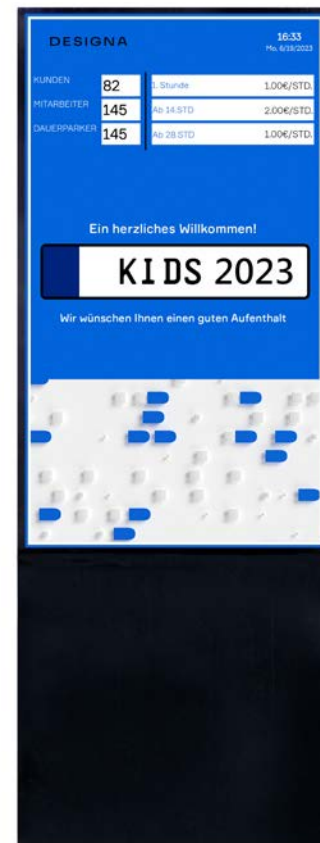 DESIGNA
16:33
Mo. 6/19/2023
KUNDEN 82
MITARBEITER 145
DAUERPARKER 145
1. Stunde 1.00€/STD.
Ab 14.STD 2.00€/STD.
Ab 28.STD 1.00€/STD.
Ein herzliches Willkommen!
KIDS 2023
Wir wünschen Ihnen einen guten Aufenthalt